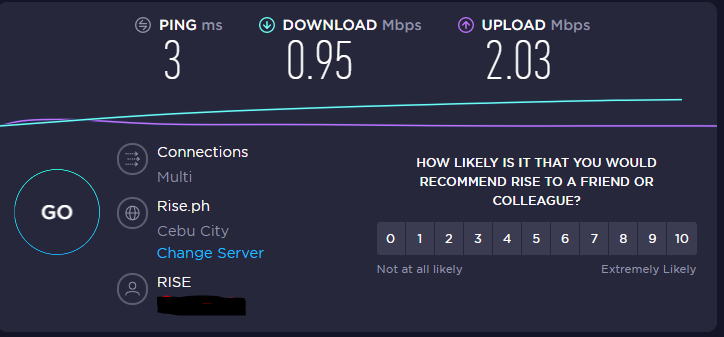 PING ms DOWNLOAD Mbps UPLOAD Mbps
3 0.95 2.03
GO
Connections
Multi
Rise.ph
Cebu City
Change Server
RISE
HOW LIKELY IS IT THAT YOU WOULD
RECOMMEND RISE TO A FRIEND OR
COLLEAGUE?
0 1 2 3 4 5 6 7 8 9 10
Not at all likely Extremely Likely